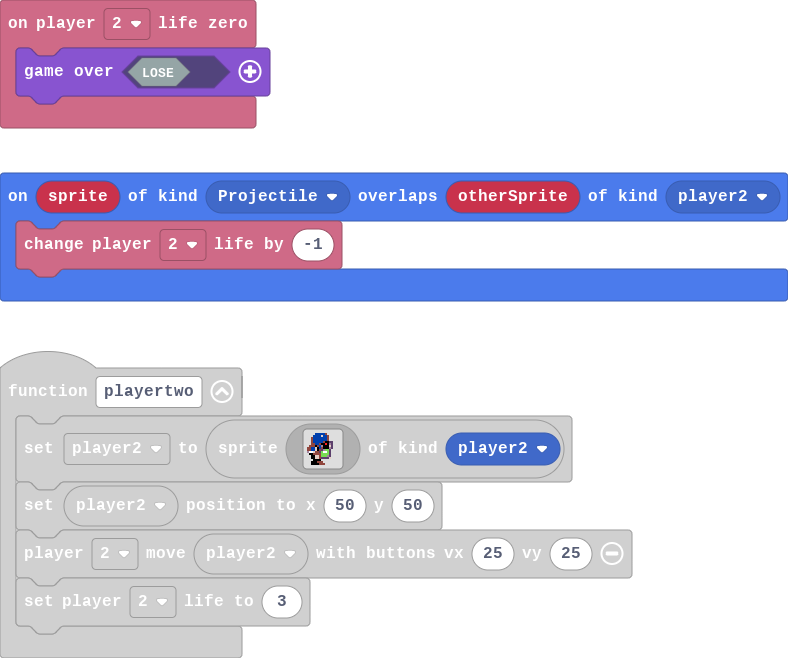 on player 2 life zero
game over LOSE
on sprite of kind Projectile overlaps otherSprite of kind player2
change player 2 life by -1
function playertwo
set player2 to sprite of kind player2
set player2 position to x 50 y 50
player 2 move player2 with buttons vx 25 vy 25
set player 2 life to 3